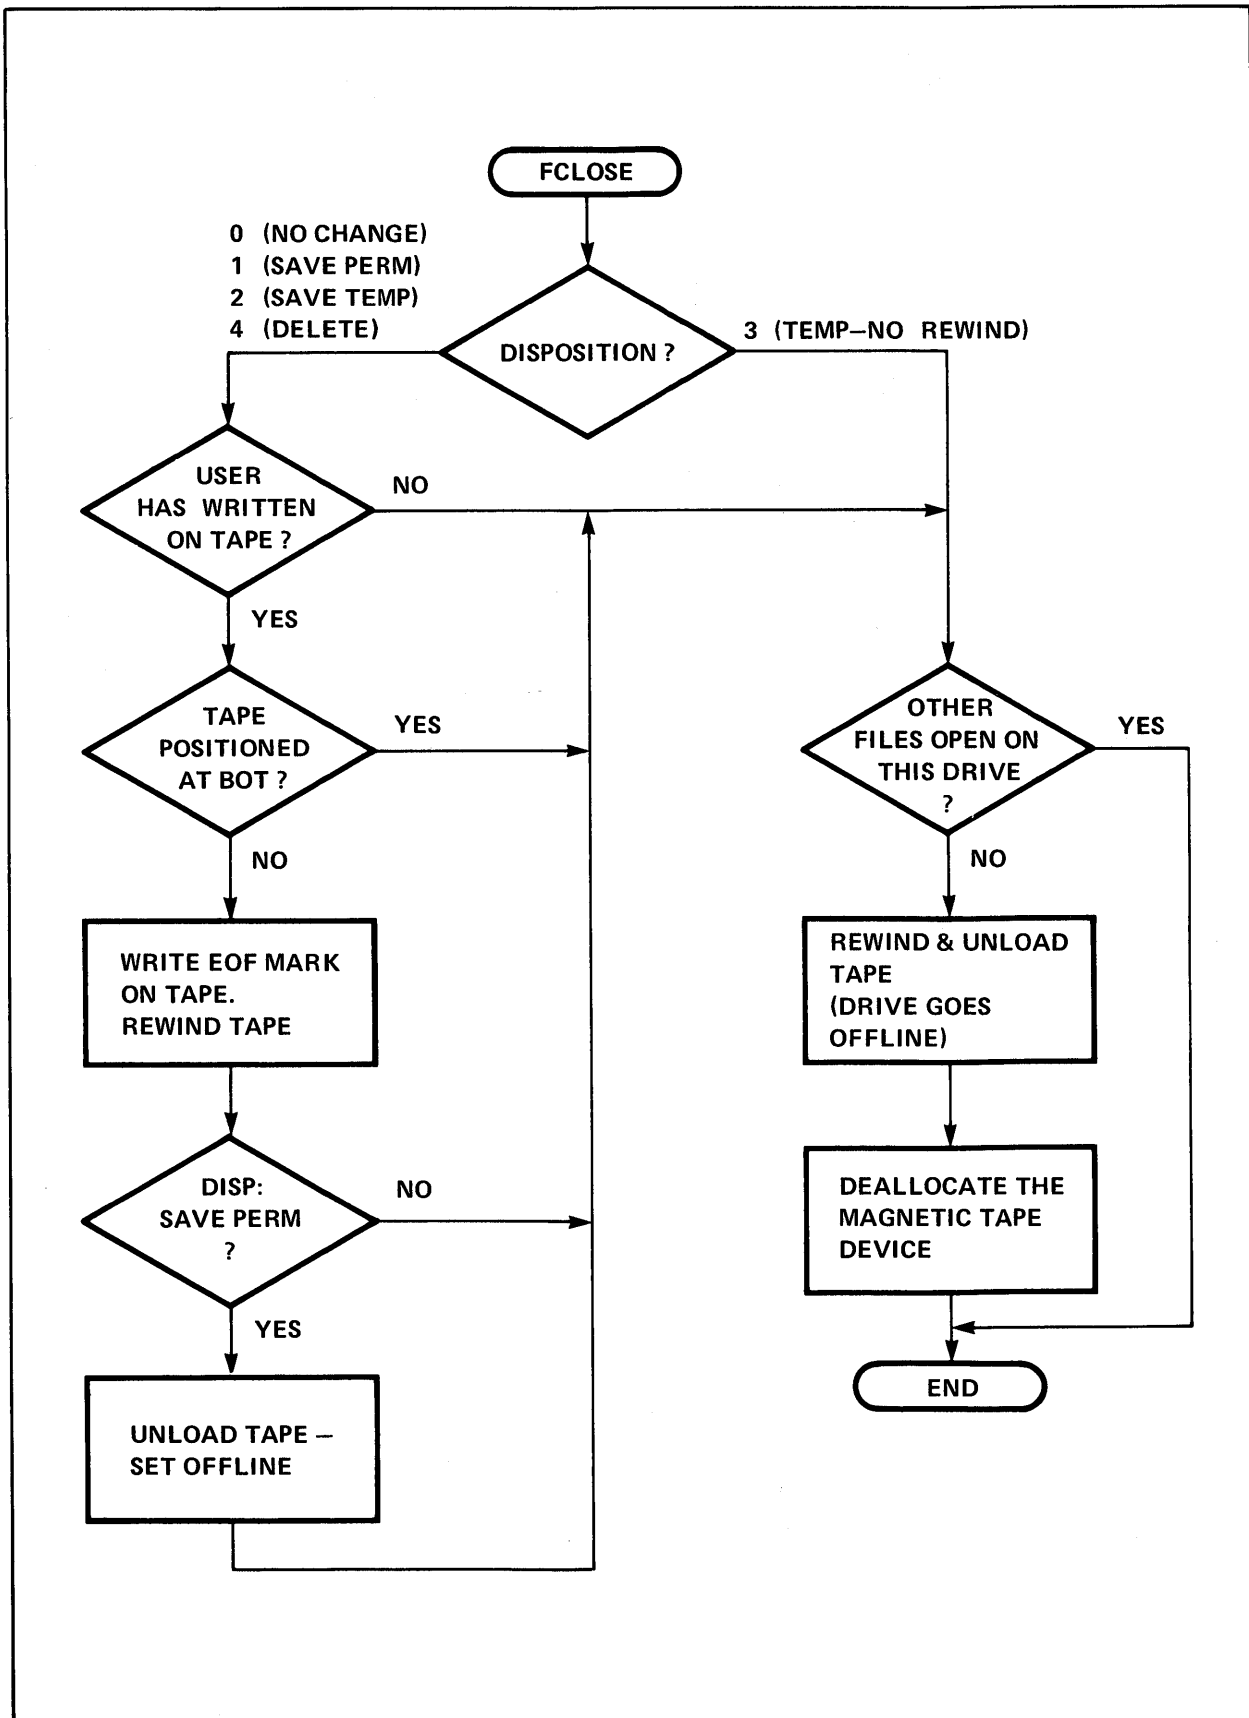 FCLOSE
0 (NO CHANGE)
1 (SAVE PERM)
2 (SAVE TEMP)
4 (DELETE)
3 (TEMP–NO REWIND)
DISPOSITION ?
USER
HAS WRITTEN
ON TAPE ?
NO
YES
TAPE
POSITIONED
AT BOT ?
YES
NO
OTHER
FILES OPEN ON
THIS DRIVE
?
YES
NO
WRITE EOF MARK
ON TAPE.
REWIND TAPE
REWIND & UNLOAD
TAPE
(DRIVE GOES
OFFLINE)
DISP:
SAVE PERM
?
NO
YES
DEALLOCATE THE
MAGNETIC TAPE
DEVICE
UNLOAD TAPE –
SET OFFLINE
END